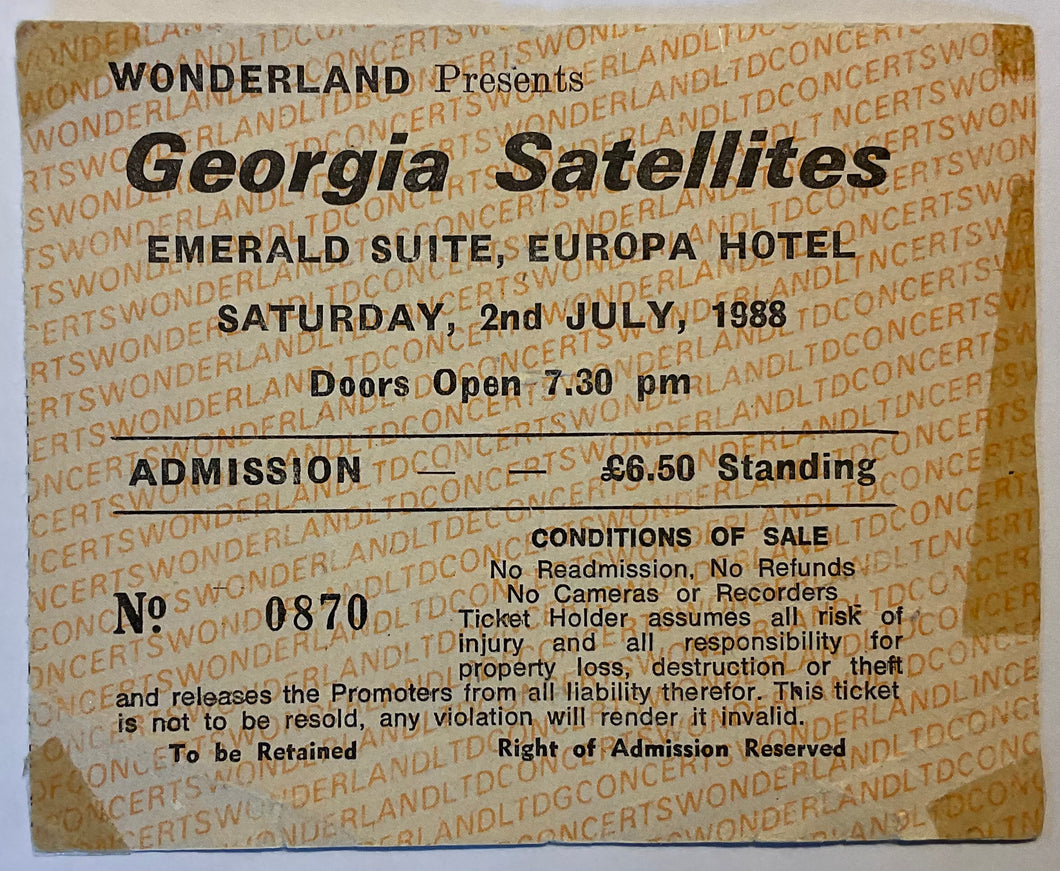 WONDERLAND Presents
Georgia Satellites
EMERALD SUITE, EUROPA HOTEL
SATURDAY, 2nd JULY, 1988
Doors Open 7.30 pm
ADMISSION — — £6.50 Standing
CONDITIONS OF SALE
No Readmission, No Refunds
No Cameras or Recorders
Nº 0870
Ticket Holder assumes all risk of
injury and all responsibility for
property loss, destruction or theft
and releases the Promoters from all liability therefor. This ticket
is not to be resold, any violation will render it invalid.
To be Retained Right of Admission Reserved